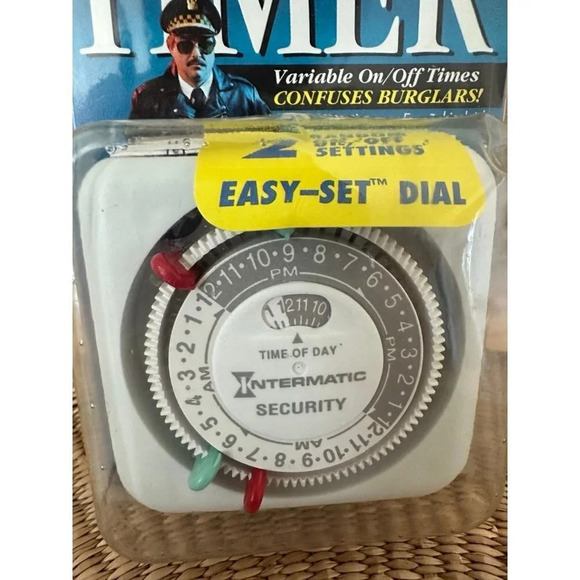 TIMER
Variable On/Off Times
CONFUSES BURGLARS!
2 RANDOM
ON/OFF
SETTINGS
EASY-SET™ DIAL
12 · 11 · 10 · 9 · 8 · 7 · 6 · 5 · 4 · 3 · 2 · 1 · 12 · 11 · 10 · 9 · 8 · 7 · 6 · 5 · 4 · 3 · 2 · 1
PM
PM
AM
AM
1 12 11 10
TIME OF DAY
INTERMATIC
SECURITY